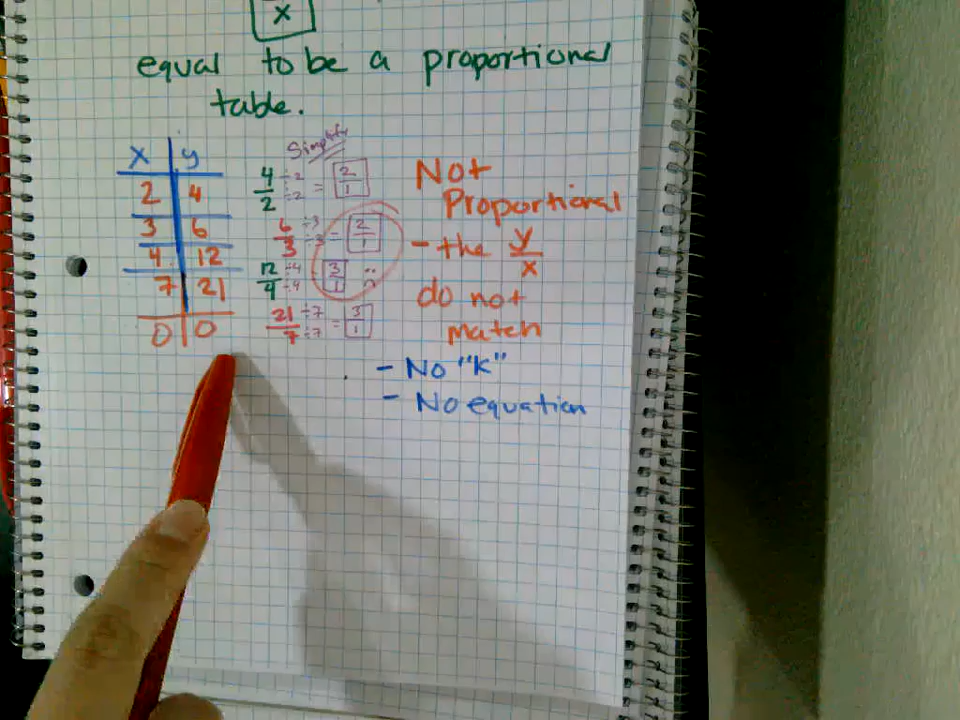 x
equal to be a proportional
table.
x y
2 4
3 6
4 12
7 21
0 0
Simplify
4/2 ÷2/÷2 = 2/1
6/3 ÷3/÷3 = 2/1
12/4 ÷4/÷4 3/1 :(
21/7 ÷7/÷7 = 3/1
Not
Proportional
- the y/x
do not
match
- No "K"
- No equation